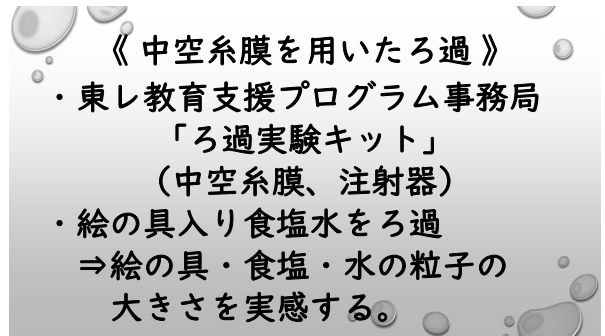 《 中空糸膜を用いたろ過 》
・東レ教育支援プログラム事務局
「ろ過実験キット」
（中空糸膜、注射器）
・絵の具入り食塩水をろ過
⇒絵の具・食塩・水の粒子の
大きさを実感する。